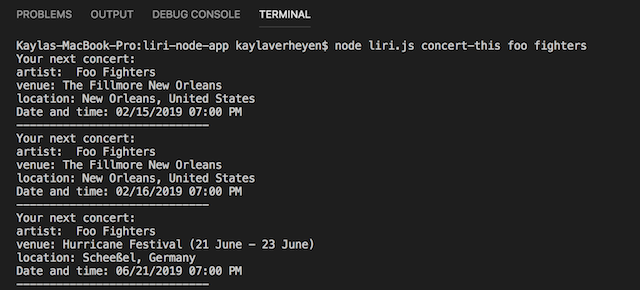 PROBLEMS OUTPUT DEBUG CONSOLE TERMINAL
Kaylas-MacBook-Pro:liri-node-app kaylaverheyen$ node liri.js concert-this foo fighters
Your next concert:
artist:  Foo Fighters
venue: The Fillmore New Orleans
location: New Orleans, United States
Date and time: 02/15/2019 07:00 PM
-----------------------------
Your next concert:
artist:  Foo Fighters
venue: The Fillmore New Orleans
location: New Orleans, United States
Date and time: 02/16/2019 07:00 PM
-----------------------------
Your next concert:
artist:  Foo Fighters
venue: Hurricane Festival (21 June - 23 June)
location: Scheeßel, Germany
Date and time: 06/21/2019 07:00 PM
-----------------------------